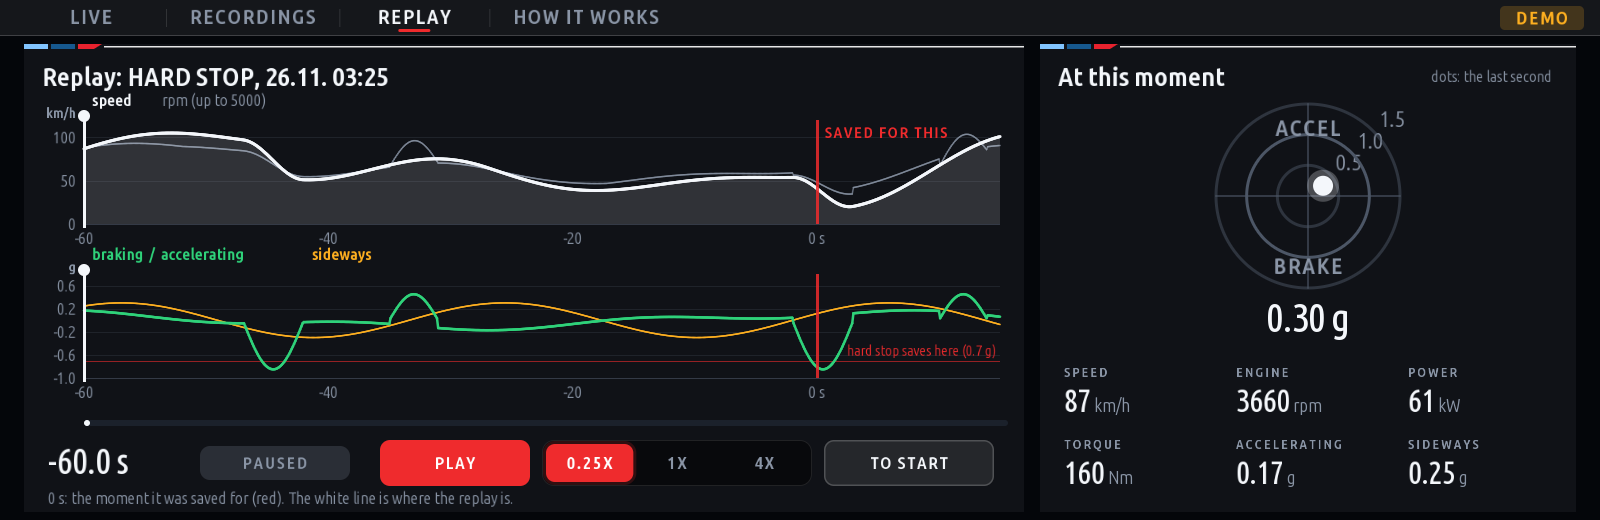 LIVE RECORDINGS REPLAY HOW IT WORKS DEMO
Replay: HARD STOP, 26.11. 03:25
speed rpm (up to 5000)
km/h
100
50
0
SAVED FOR THIS
-60 -40 -20 0 s
braking / accelerating sideways
g
0.6
0.2
-0.2
-0.6
-1.0
hard stop saves here (0.7 g)
-60 -40 -20 0 s
-60.0 s PAUSED PLAY 0.25X 1X 4X TO START
0 s: the moment it was saved for (red). The white line is where the replay is.
At this moment dots: the last second
ACCEL
1.5
1.0
0.5
BRAKE
0.30 g
SPEED ENGINE POWER
87 km/h 3660 rpm 61 kW
TORQUE ACCELERATING SIDEWAYS
160 Nm 0.17 g 0.25 g